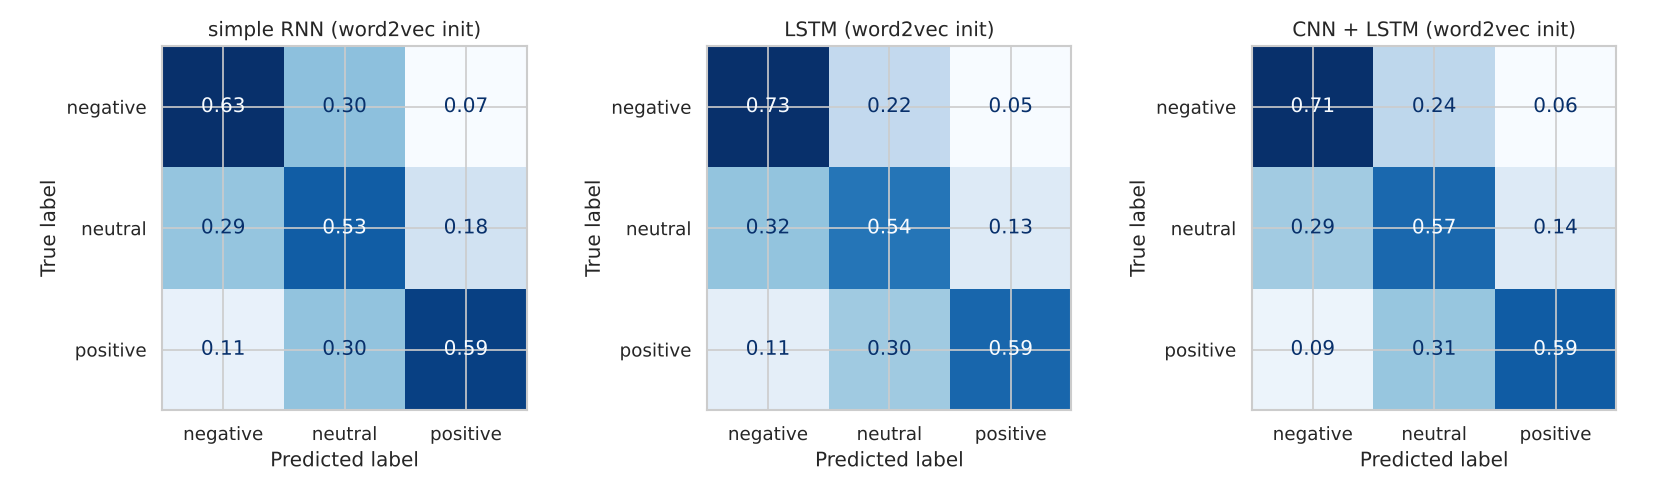 simple RNN (word2vec init)
negative 0.63 0.30 0.07
neutral 0.29 0.53 0.18
positive 0.11 0.30 0.59
True label
negative neutral positive
Predicted label
LSTM (word2vec init)
negative 0.73 0.22 0.05
neutral 0.32 0.54 0.13
positive 0.11 0.30 0.59
True label
negative neutral positive
Predicted label
CNN + LSTM (word2vec init)
negative 0.71 0.24 0.06
neutral 0.29 0.57 0.14
positive 0.09 0.31 0.59
True label
negative neutral positive
Predicted label